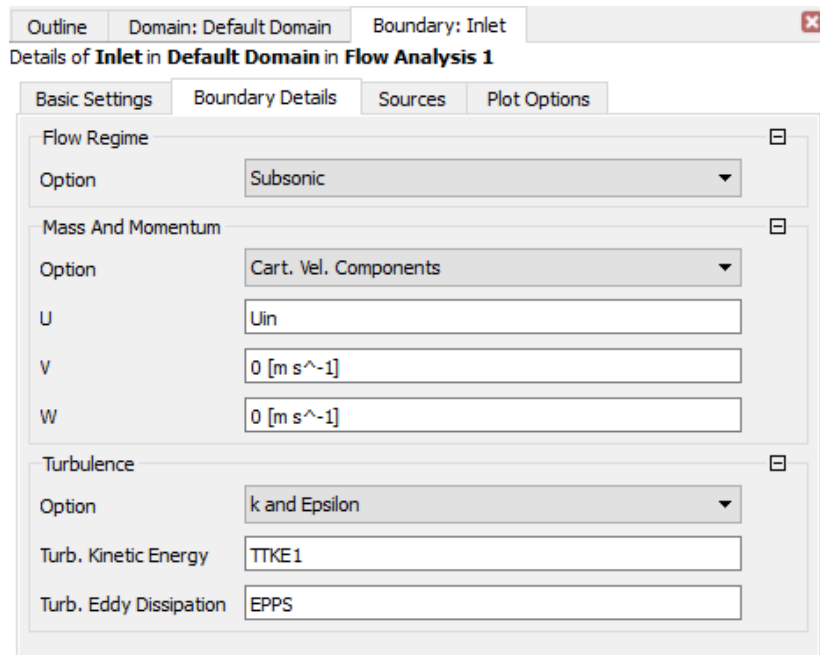 Outline Domain: Default Domain Boundary: Inlet
Details of Inlet in Default Domain in Flow Analysis 1
Basic Settings Boundary Details Sources Plot Options
Flow Regime
Option Subsonic
Mass And Momentum
Option Cart. Vel. Components
U Uin
V 0 [m s^-1]
W 0 [m s^-1]
Turbulence
Option k and Epsilon
Turb. Kinetic Energy TTKE1
Turb. Eddy Dissipation EPPS